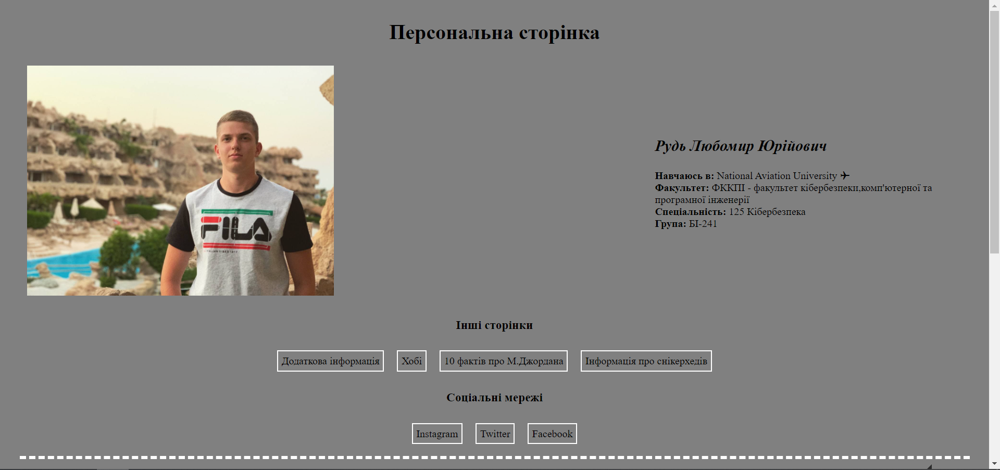 Персональна сторінка
FILA
Рудь Любомир Юрійович
Навчаюсь в: National Aviation University ✈
Факультет: ФККПІ - факультет кібербезпеки,комп'ютерної та
програмної інженерії
Спеціальність: 125 Кібербезпека
Група: БІ-241
Інші сторінки
Додаткова інформація Хобі 10 фактів про М.Джордана Інформація про снікерхедів
Соціальні мережі
Instagram Twitter Facebook